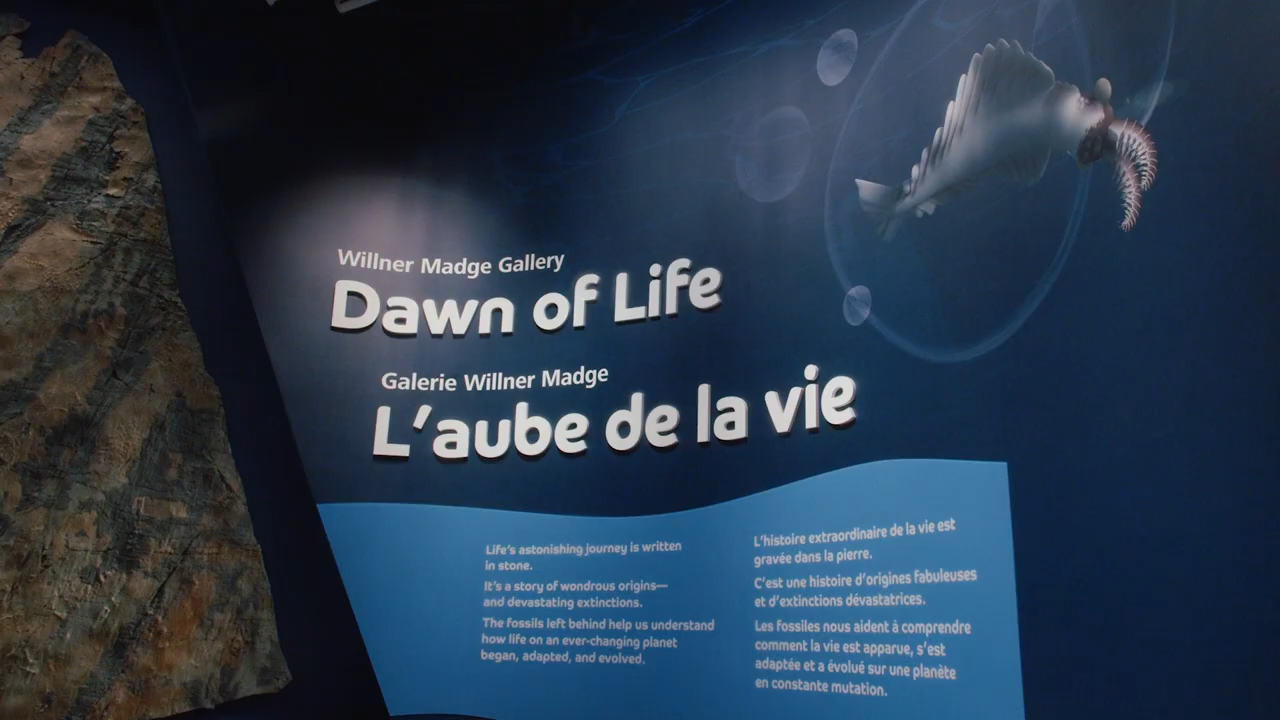 Willner Madge Gallery
Dawn of Life
Galerie Willner Madge
L'aube de la vie
Life's astonishing journey is written
in stone.
It's a story of wondrous origins—
and devastating extinctions.
The fossils left behind help us understand
how life on an ever-changing planet
began, adapted, and evolved.
L'histoire extraordinaire de la vie est
gravée dans la pierre.
C'est une histoire d'origines fabuleuses
et d'extinctions dévastatrices.
Les fossiles nous aident à comprendre
comment la vie est apparue, s'est
adaptée et a évolué sur une planète
en constante mutation.